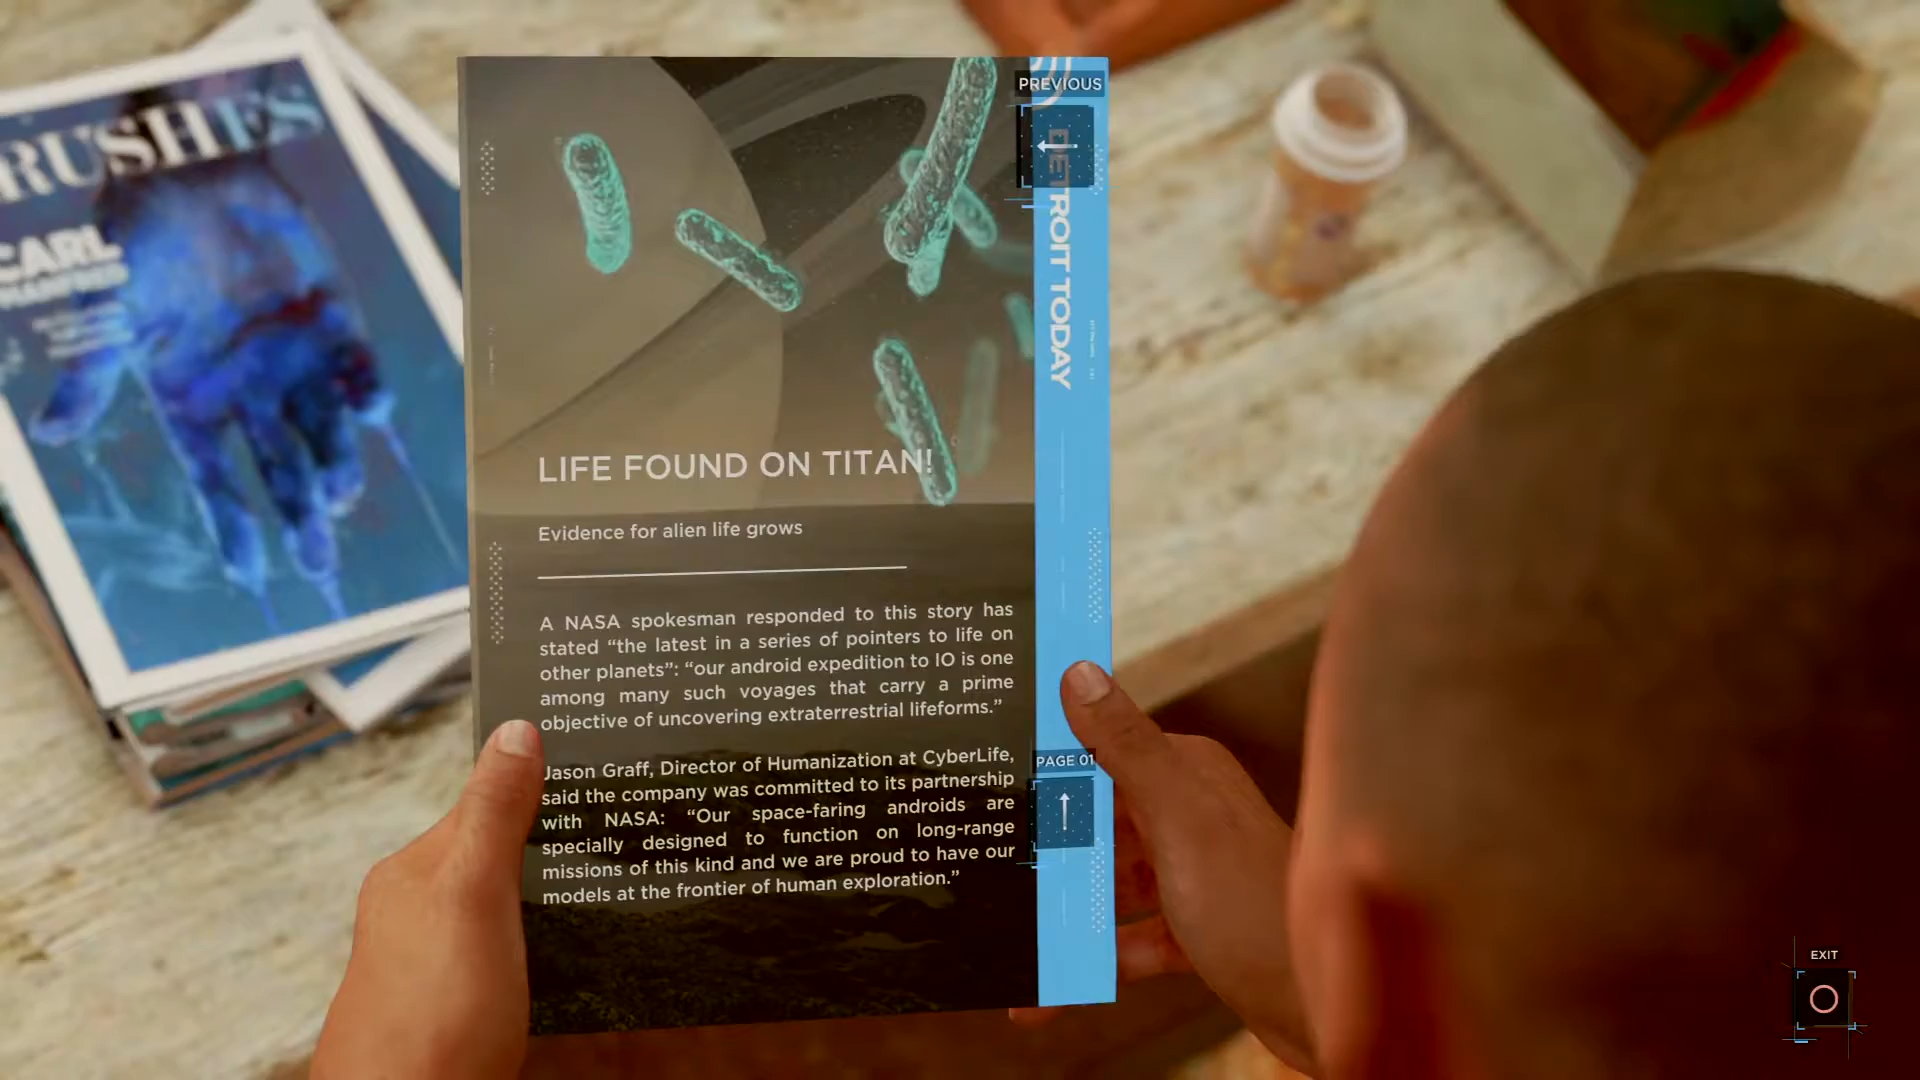 RUSHES
CARL
MANFRED
PREVIOUS
DETROIT TODAY
LIFE FOUND ON TITAN!
Evidence for alien life grows
A NASA spokesman responded to this story has
stated “the latest in a series of pointers to life on
other planets”: “our android expedition to IO is one
among many such voyages that carry a prime
objective of uncovering extraterrestrial lifeforms.”
Jason Graff, Director of Humanization at CyberLife,
said the company was committed to its partnership
with NASA: “Our space-faring androids are
specially designed to function on long-range
missions of this kind and we are proud to have our
models at the frontier of human exploration.”
PAGE 01
EXIT